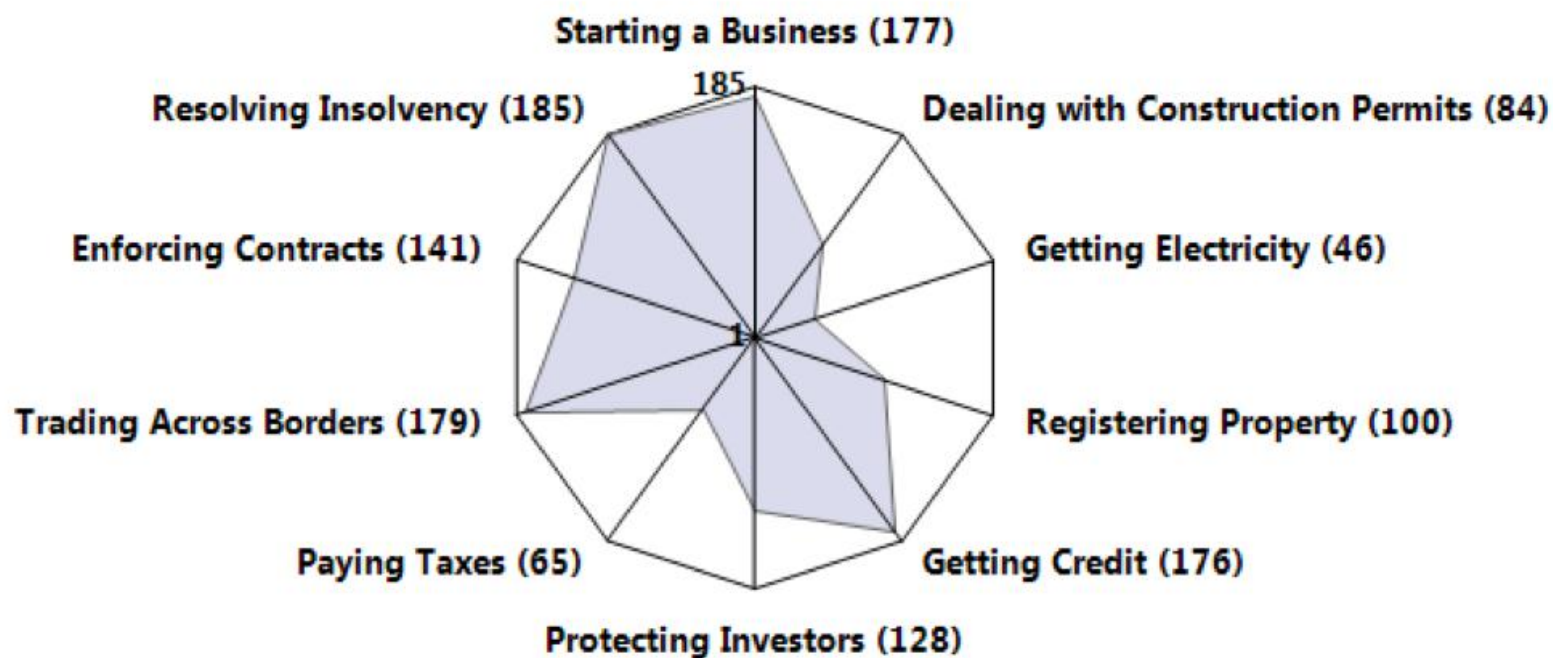 Starting a Business (177)
185
Resolving Insolvency (185)
Dealing with Construction Permits (84)
Enforcing Contracts (141)
Getting Electricity (46)
1
Trading Across Borders (179)
Registering Property (100)
Paying Taxes (65)
Getting Credit (176)
Protecting Investors (128)